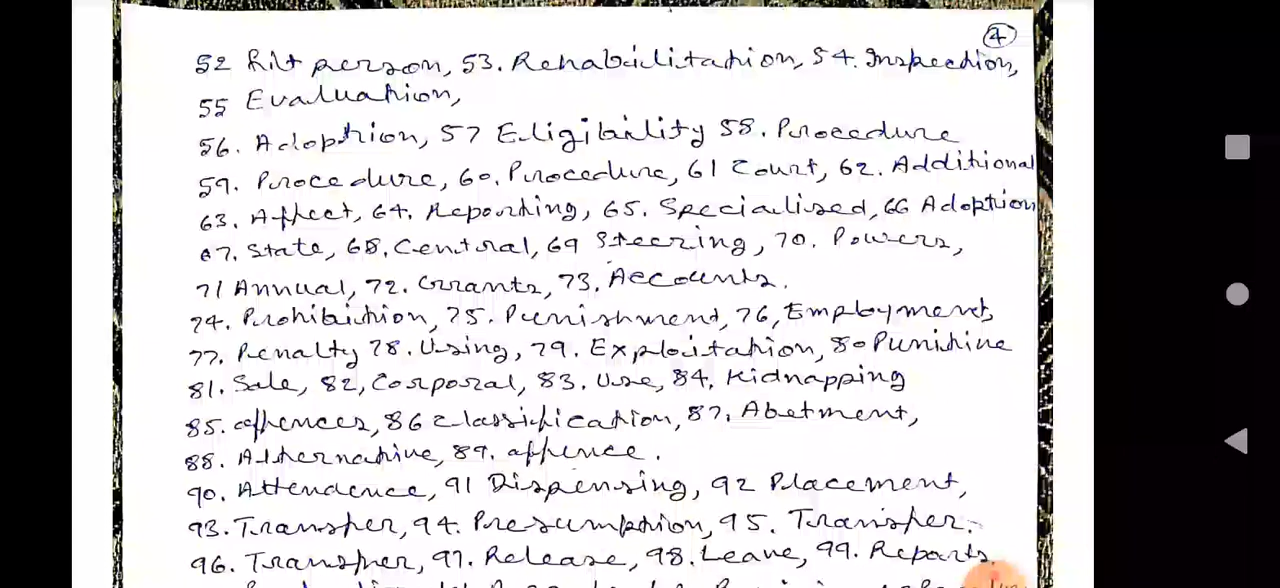 4
52 Fit person, 53. Rehabilitation, 54. Inspection,
55 Evaluation,
56. Adoption, 57 Eligibility 58. Procedure
59. Procedure, 60. Procedure, 61 Court, 62. Additional
63. Affect, 64. Reporting, 65. Specialised, 66 Adoption
67. State, 68. Central, 69 Steering, 70. Powers,
71 Annual, 72. Grants, 73. Accounts.
74. Prohibition, 75. Punishment, 76, Employment,
77. Penalty 78. Using, 79. Exploitation, 80 Punitive
81. Sale, 82, Corporal, 83. Use, 84. Kidnapping
85. offences, 86 Classification, 87. Abetment,
88. Alternative, 89. offence.
90. Attendence, 91 Dispensing, 92 Placement,
93. Transfer, 94. Presumption, 95. Transfer.
96. Transfer, 97. Release, 98. Leave, 99. Reports.